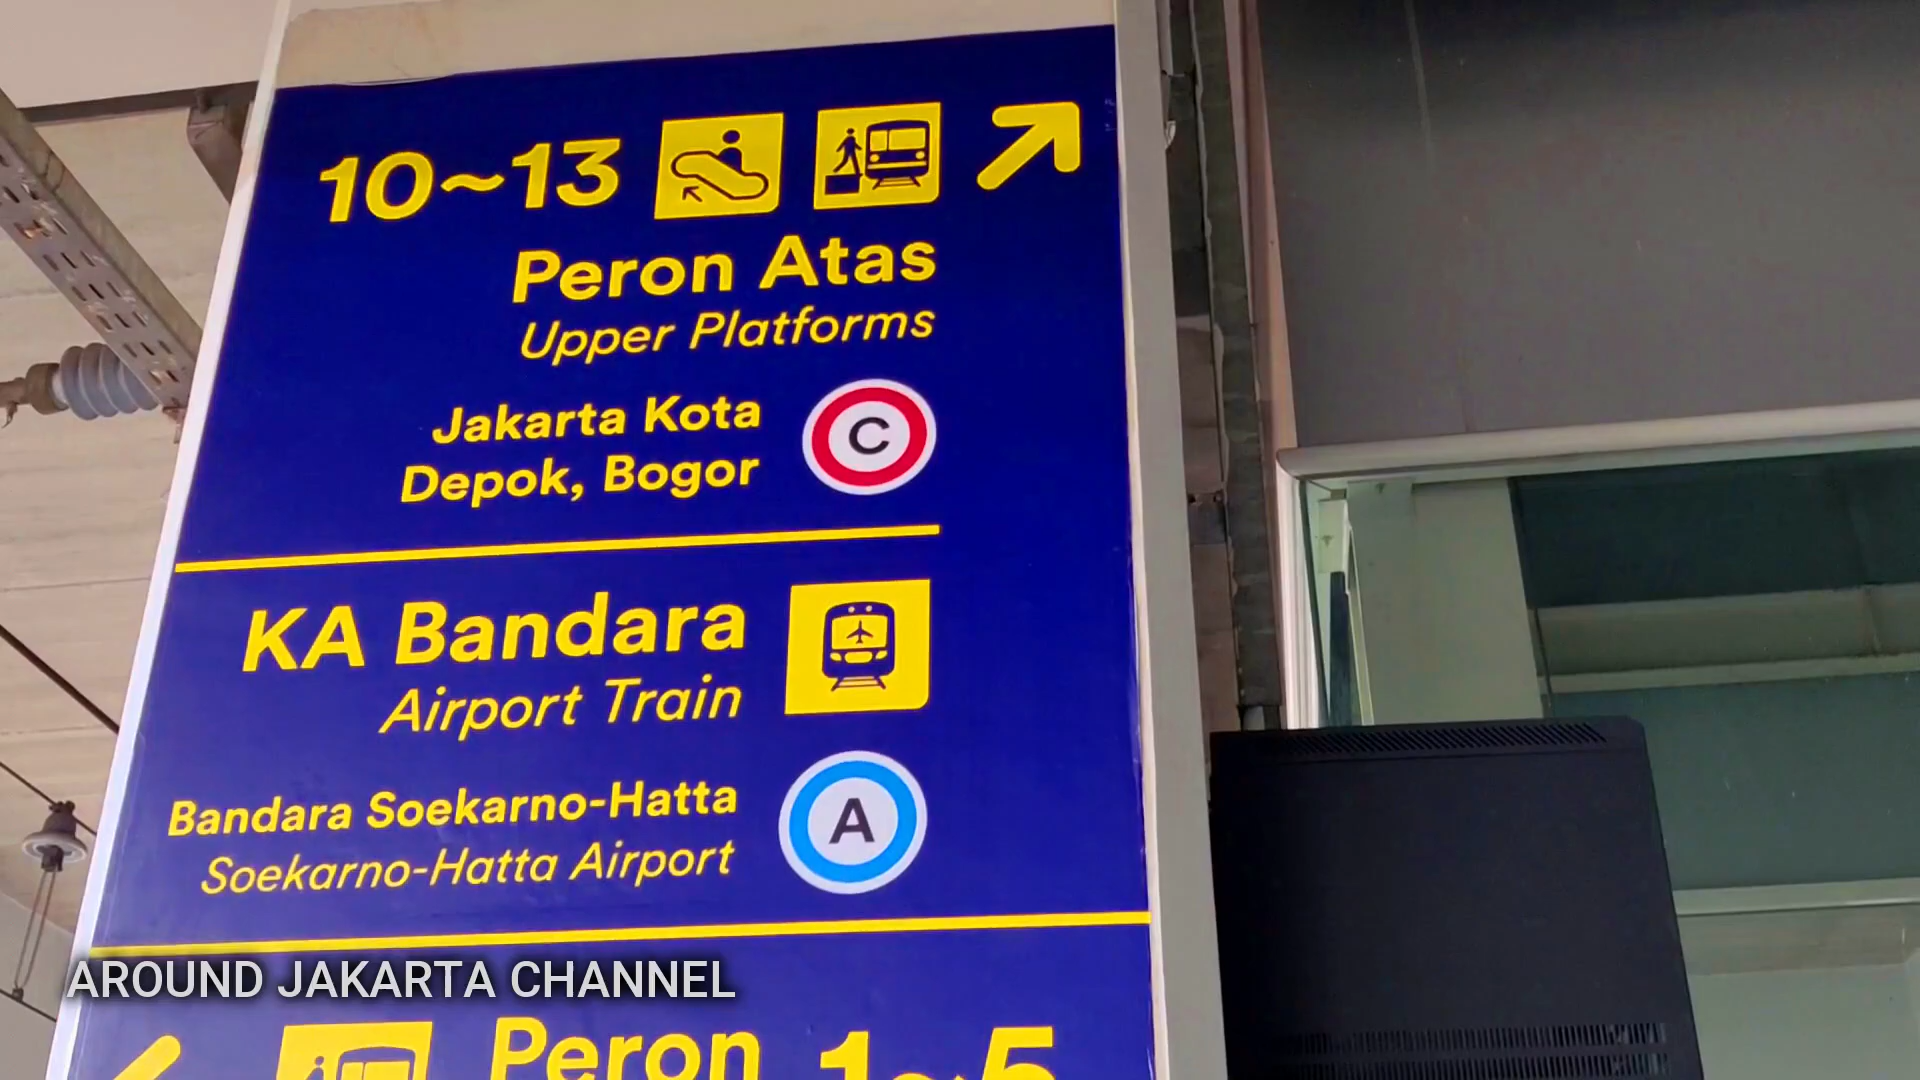 10~13
Peron Atas
Upper Platforms
Jakarta Kota
Depok, Bogor
C
KA Bandara
Airport Train
Bandara Soekarno-Hatta
Soekarno-Hatta Airport
A
AROUND JAKARTA CHANNEL
Peron 1~5